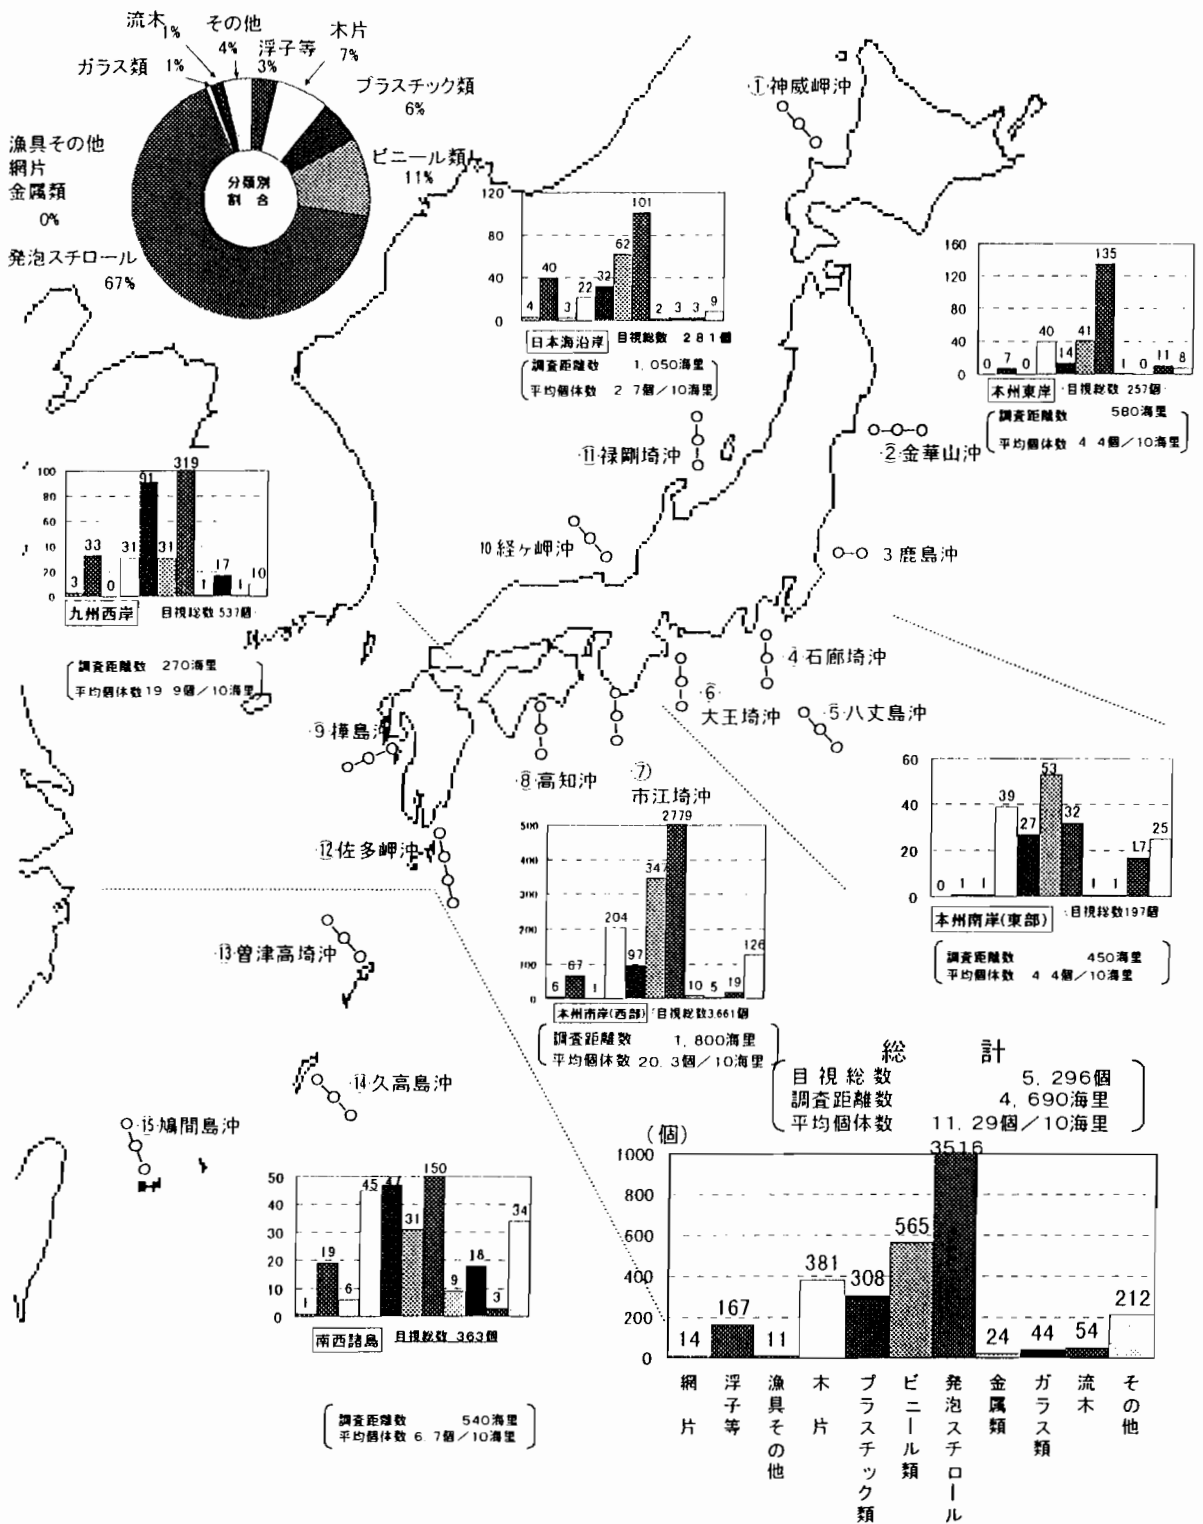 流木
1%
その他
4%
浮子等
3%
木片
7%
ガラス類 1%
プラスチック類
6%
ビニール類
11%
漁具その他
網片
金属類
0%
発泡スチロール
67%
分類別
割合
①神威岬沖
120
80
40
0
4 40 3 22 32 62 101 2 3 3 9
日本海沿岸 目視総数 281個
調査距離数 1,050海里
平均個体数 2 7個/10海里
160
120
80
40
0
0 7 0 40 14 41 135 1 0 11 8
本州東岸 目視総数 257個
調査距離数 580海里
平均個体数 4 4個/10海里
②金華山沖
⑪禄剛埼沖
10経ヶ岬沖
3鹿島沖
100
80
60
40
20
0
3 33 0 31 91 31 319 1 17 1 10
九州西岸 目視総数 537個
調査距離数 270海里
平均個体数 19 9個/10海里
④石廊埼沖
⑥
大王埼沖
⑤八丈島沖
⑨樺島沖
⑧高知沖
⑦
市江埼沖
60
40
20
0
0 1 1 39 27 53 32 1 1 17 25
本州南岸(東部) 目視総数197個
調査距離数 450海里
平均個体数 4 4個/10海里
⑫佐多岬沖
500
400
300
200
100
0
6 67 1 204 97 347 2779 10 5 19 126
本州南岸(西部) 目視総数3,661個
調査距離数 1,800海里
平均個体数 20.3個/10海里
⑬曽津高埼沖
⑭久高島沖
⑮鳩間島沖
50
40
30
20
10
0
1 19 6 45 47 31 150 9 18 3 34
南西諸島 目視総数 363個
調査距離数 540海里
平均個体数 6.7個/10海里
総計
目視総数 5,296個
調査距離数 4,690海里
平均個体数 11.29個/10海里
(個)
1000
800
600
400
200
0
14 167 11 381 308 565 3516 24 44 54 212
網片
浮子等
漁具その他
木片
プラスチック類
ビニール類
発泡スチロール
金属類
ガラス類
流木
その他